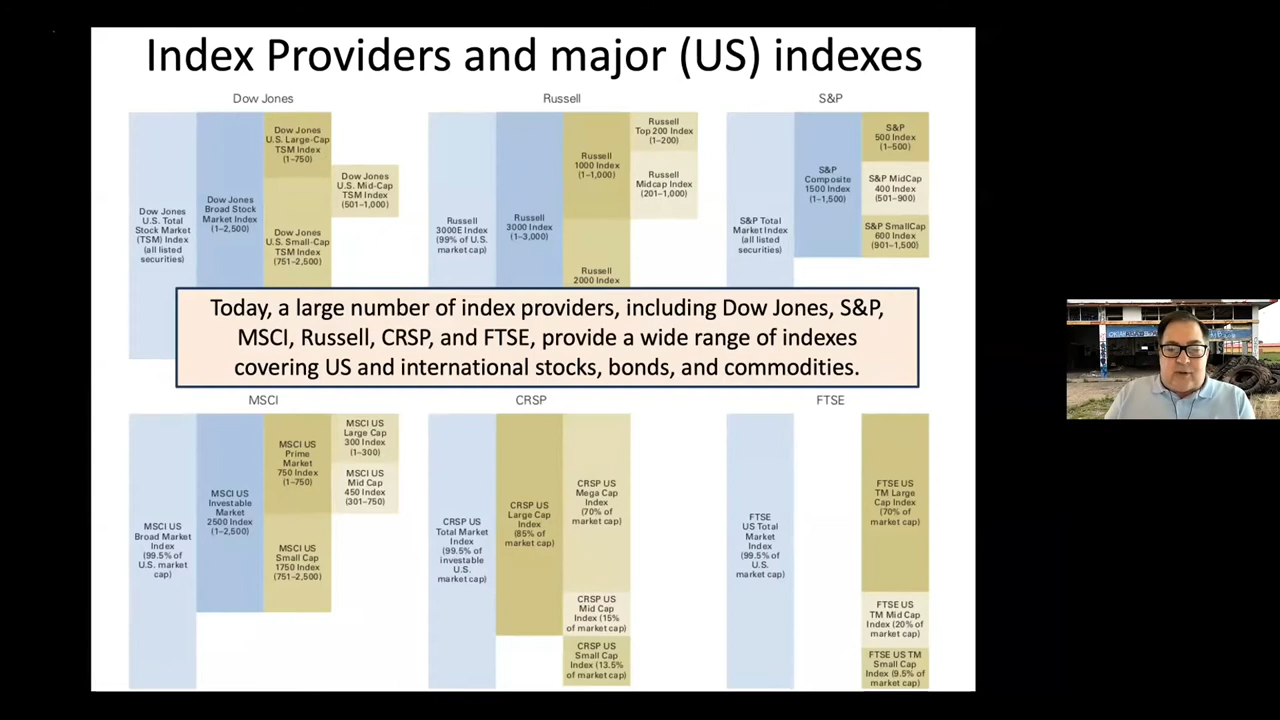 Index Providers and major (US) indexes
Dow Jones
Dow Jones
U.S. Total
Stock Market
(TSM) Index
(all listed
securities)
Dow Jones
Broad Stock
Market Index
(1–2,500)
Dow Jones
U.S. Large-Cap
TSM Index
(1–750)
Dow Jones
U.S. Small-Cap
TSM Index
(751–2,500)
Dow Jones
U.S. Mid-Cap
TSM Index
(501–1,000)
Russell
Russell
3000E Index
(99% of U.S.
market cap)
Russell
3000 Index
(1–3,000)
Russell
1000 Index
(1–1,000)
Russell
2000 Index
Russell
Top 200 Index
(1–200)
Russell
Midcap Index
(201–1,000)
S&P
S&P Total
Market Index
(all listed
securities)
S&P
Composite
1500 Index
(1–1,500)
S&P
500 Index
(1–500)
S&P MidCap
400 Index
(501–900)
S&P SmallCap
600 Index
(901–1,500)
Today, a large number of index providers, including Dow Jones, S&P,
MSCI, Russell, CRSP, and FTSE, provide a wide range of indexes
covering US and international stocks, bonds, and commodities.
MSCI
MSCI US
Broad Market
Index
(99.5% of
U.S. market
cap)
MSCI US
Investable
Market
2500 Index
(1–2,500)
MSCI US
Prime
Market
750 Index
(1–750)
MSCI US
Small Cap
1750 Index
(751–2,500)
MSCI US
Large Cap
300 Index
(1–300)
MSCI US
Mid Cap
450 Index
(301–750)
CRSP
CRSP US
Total Market
Index
(99.5% of
investable
U.S.
market cap)
CRSP US
Large Cap
Index
(85% of
market cap)
CRSP US
Mega Cap
Index
(70% of
market cap)
CRSP US
Mid Cap
Index (15%
of market cap)
CRSP US
Small Cap
Index (13.5%
of market cap)
FTSE
FTSE
US Total
Market
Index
(99.5% of
U.S.
market cap)
FTSE US
TM Large
Cap Index
(70% of
market cap)
FTSE US
TM Mid Cap
Index (20% of
market cap)
FTSE US TM
Small Cap
Index (9.5% of
market cap)